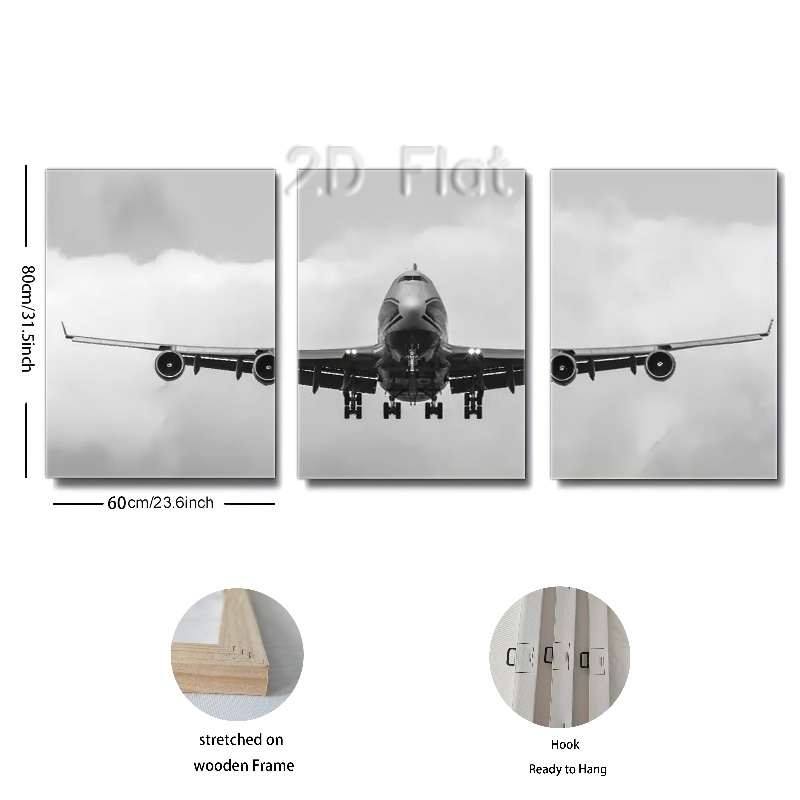 2D Flat
80cm/31.5inch
60cm/23.6inch
stretched on
wooden Frame
Hook
Ready to Hang